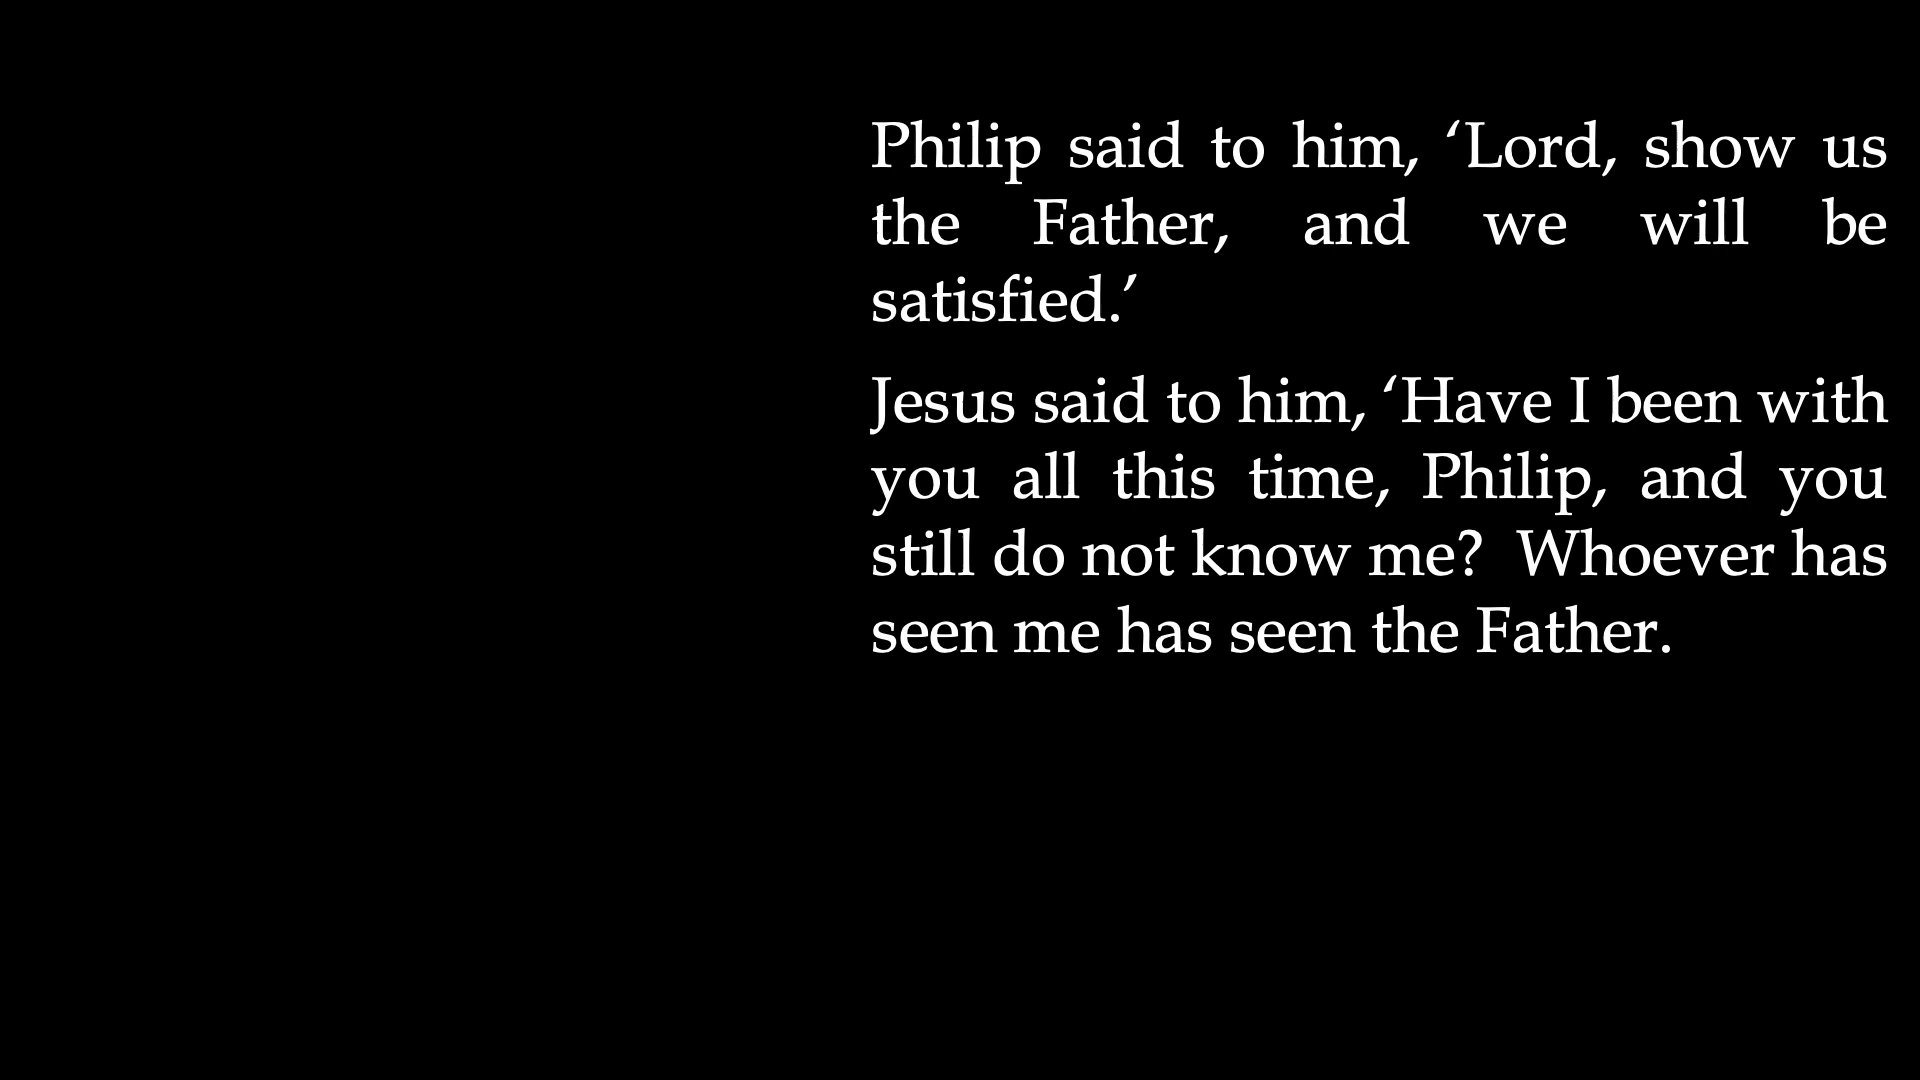 Philip said to him, ‘Lord, show us
the Father, and we will be
satisfied.’
Jesus said to him, ‘Have I been with
you all this time, Philip, and you
still do not know me?  Whoever has
seen me has seen the Father.